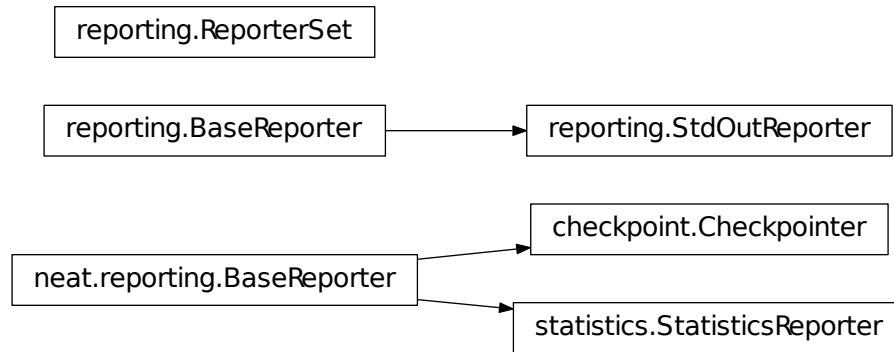 reporting.ReporterSet
reporting.BaseReporter
reporting.StdOutReporter
checkpoint.Checkpointer
neat.reporting.BaseReporter
statistics.StatisticsReporter